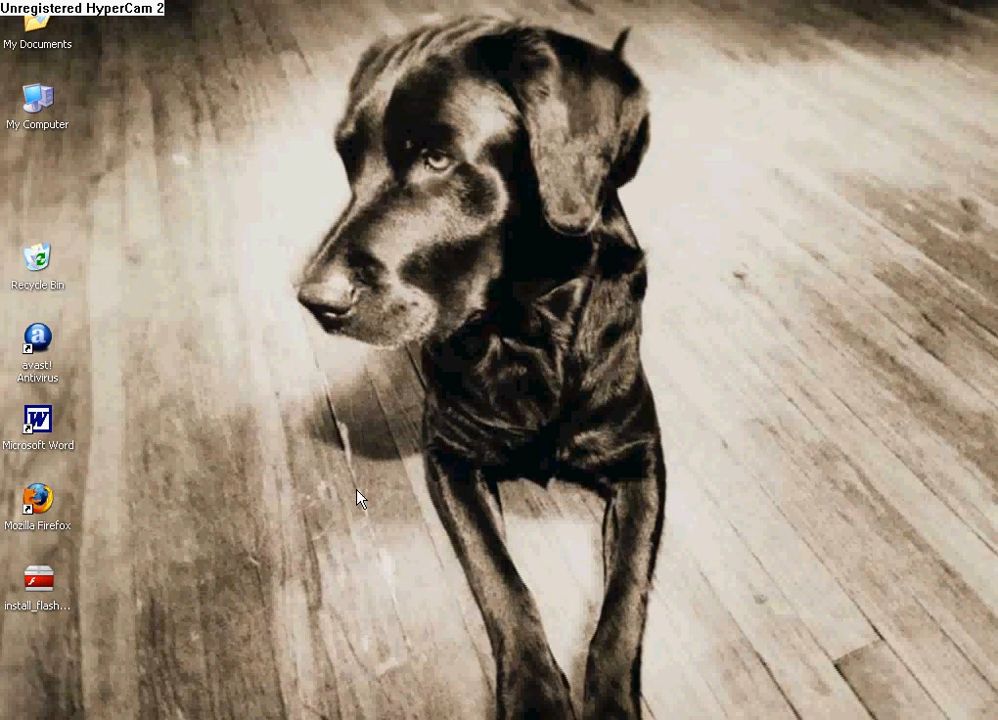 Unregistered HyperCam 2
My Documents
My Computer
Recycle Bin
avast!
Antivirus
Microsoft Word
Mozilla Firefox
install_flash...